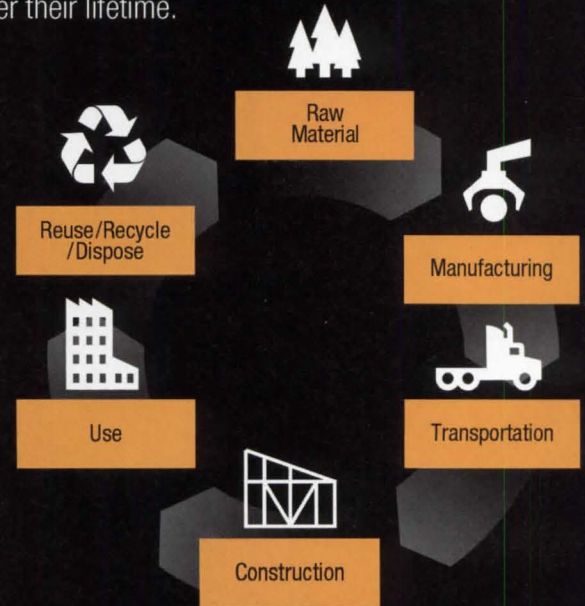 er their lifetime.
Raw
Material
Manufacturing
Transportation
Construction
Use
Reuse/Recycle
/Dispose